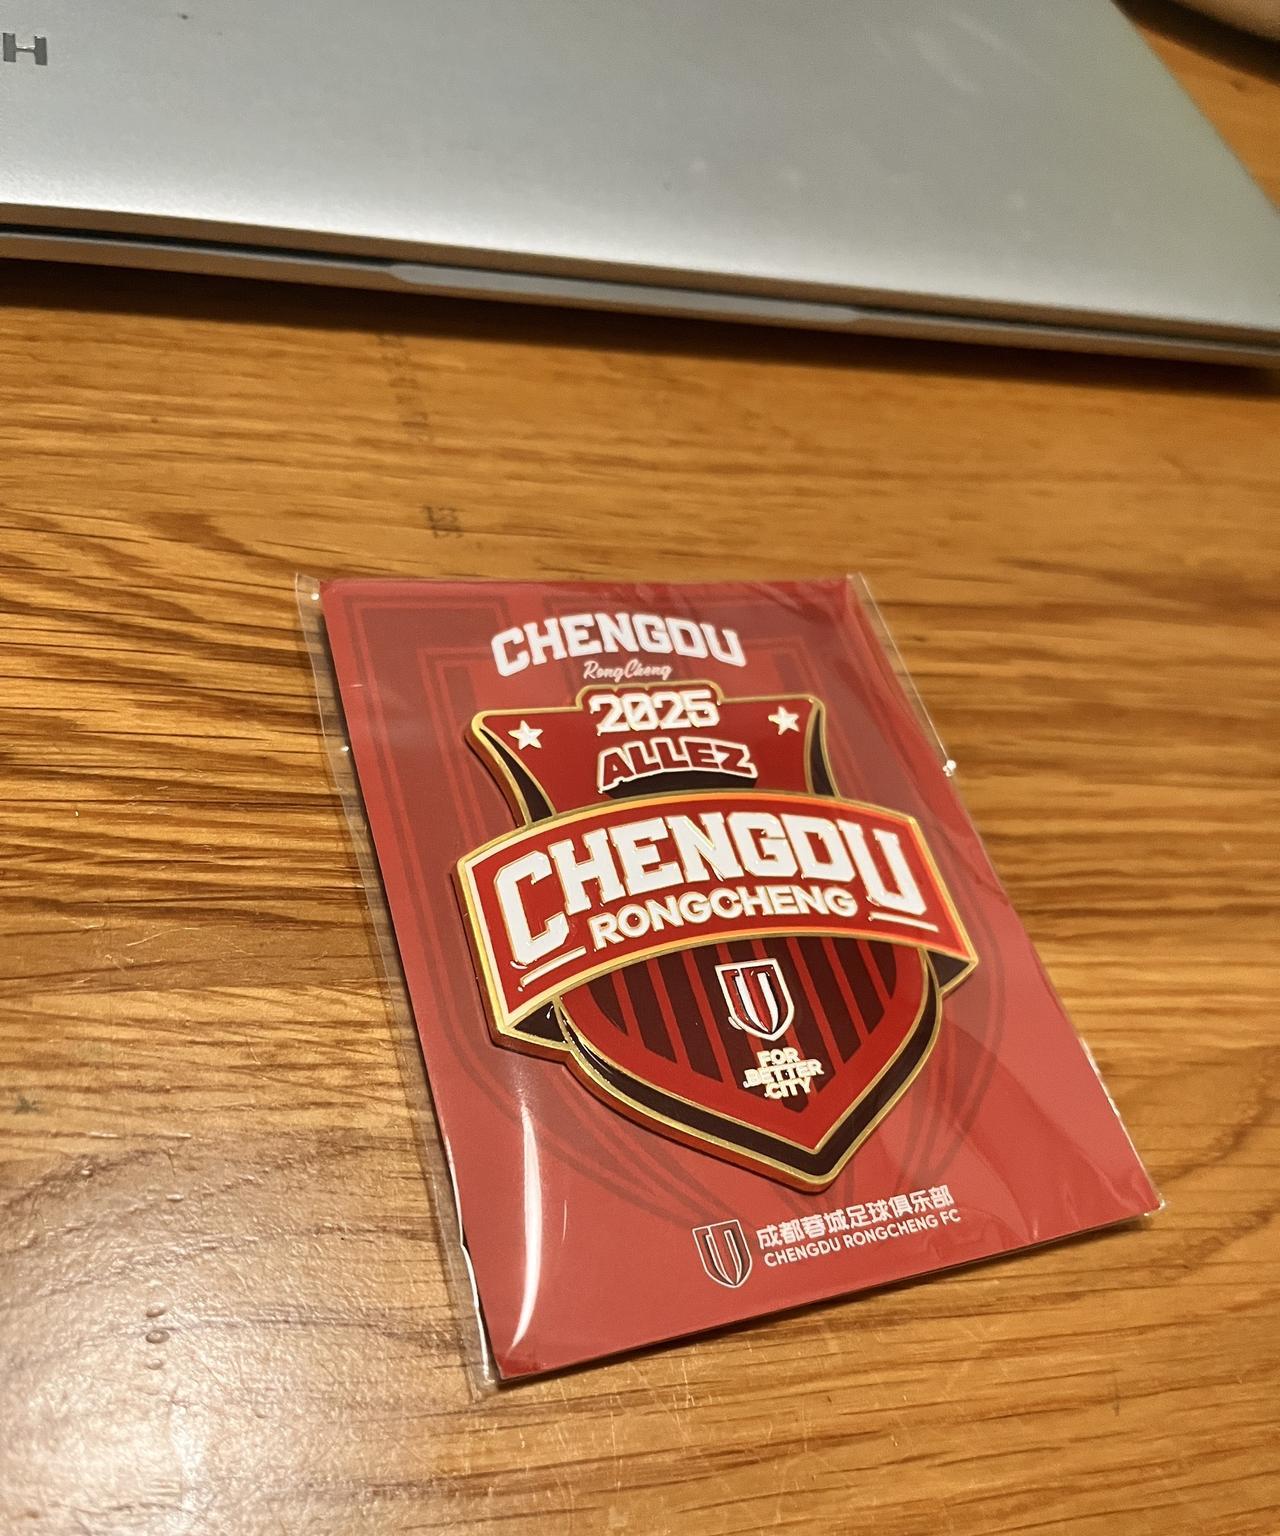 H
CHENGDU
RongCheng
2025
ALLEZ
CHENGDU
RONGCHENG
FOR
BETTER
CITY
成都蓉城足球俱乐部
CHENGDU RONGCHENG FC